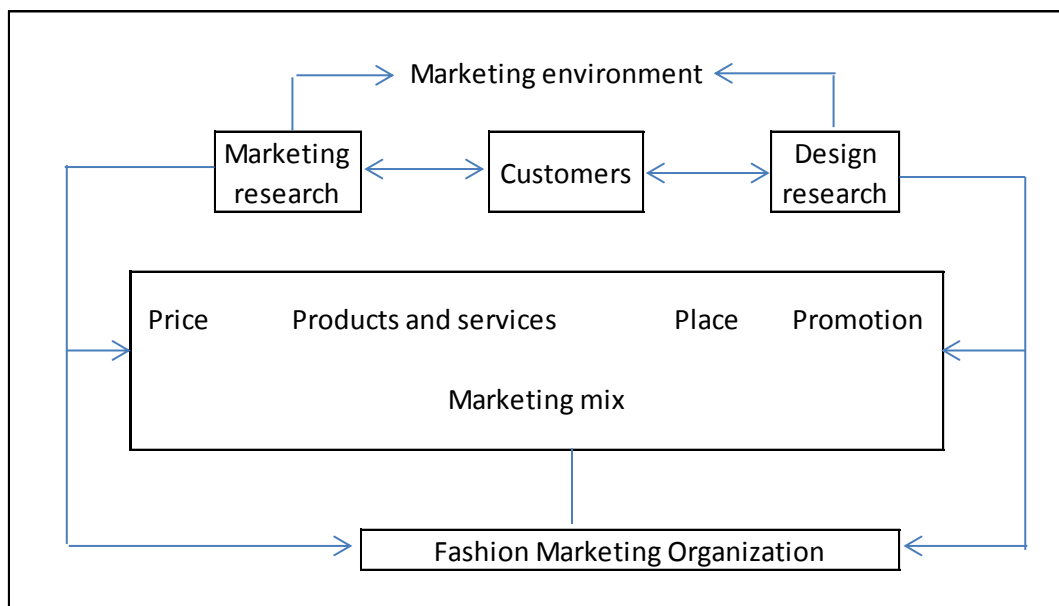 Marketing environment
Marketing
research
Customers
Design
research
Price Products and services Place Promotion
Marketing mix
Fashion Marketing Organization